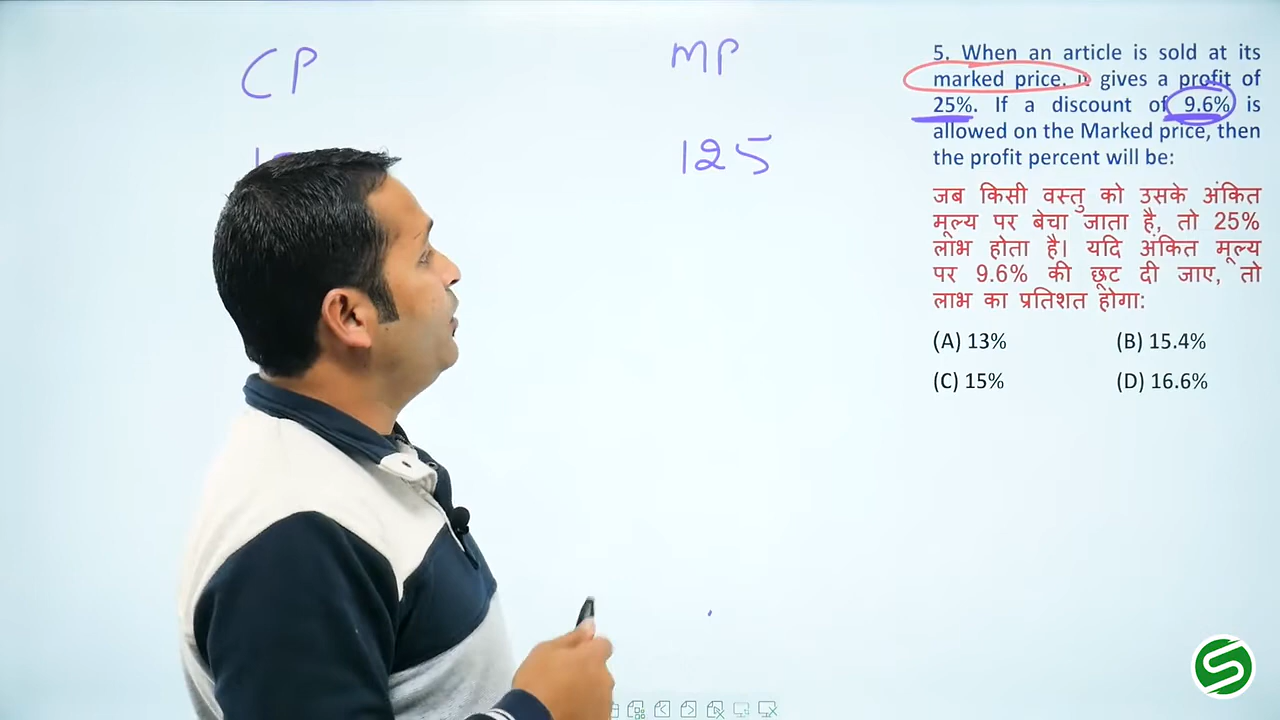 CP
MP
125
5. When an article is sold at its
marked price. it gives a profit of
25%. If a discount of 9.6% is
allowed on the Marked price, then
the profit percent will be:
जब किसी वस्तु को उसके अंकित
मूल्य पर बेचा जाता है, तो 25%
लाभ होता है। यदि अंकित मूल्य
पर 9.6% की छूट दी जाए, तो
लाभ का प्रतिशत होगा:
(A) 13%
(B) 15.4%
(C) 15%
(D) 16.6%